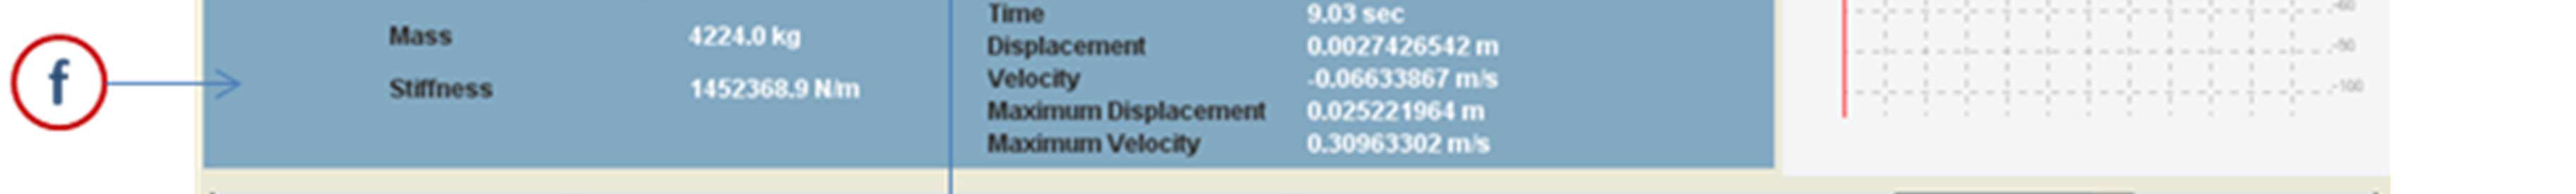 f
Mass 4224.0 kg
Stiffness 1452368.9 N/m
Time 9.03 sec
Displacement 0.0027426542 m
Velocity -0.06633867 m/s
Maximum Displacement 0.025221964 m
Maximum Velocity 0.30963302 m/s
-60
-90
-100